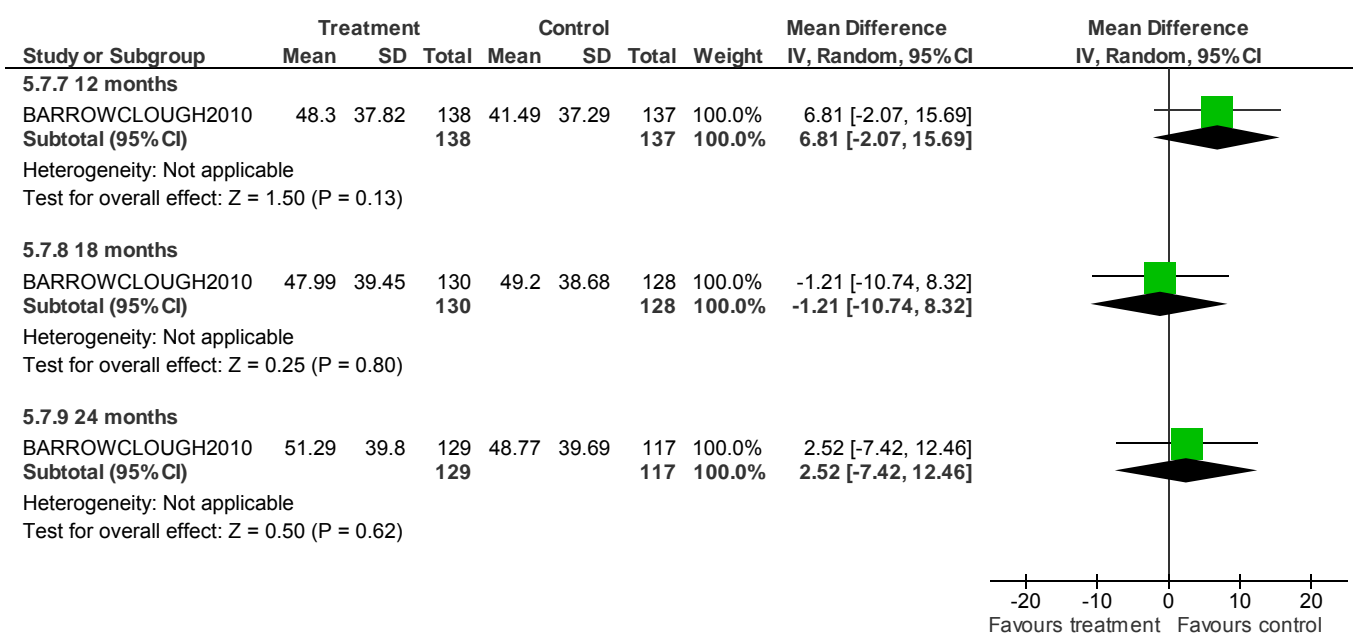 Treatment Control Mean Difference Mean Difference
Study or Subgroup Mean SD Total Mean SD Total Weight IV, Random, 95% CI IV, Random, 95% CI
5.7.7 12 months
BARROWCLOUGH2010 48.3 37.82 138 41.49 37.29 137 100.0% 6.81 [-2.07, 15.69]
Subtotal (95% CI) 138 137 100.0% 6.81 [-2.07, 15.69]
Heterogeneity: Not applicable
Test for overall effect: Z = 1.50 (P = 0.13)
5.7.8 18 months
BARROWCLOUGH2010 47.99 39.45 130 49.2 38.68 128 100.0% -1.21 [-10.74, 8.32]
Subtotal (95% CI) 130 128 100.0% -1.21 [-10.74, 8.32]
Heterogeneity: Not applicable
Test for overall effect: Z = 0.25 (P = 0.80)
5.7.9 24 months
BARROWCLOUGH2010 51.29 39.8 129 48.77 39.69 117 100.0% 2.52 [-7.42, 12.46]
Subtotal (95% CI) 129 117 100.0% 2.52 [-7.42, 12.46]
Heterogeneity: Not applicable
Test for overall effect: Z = 0.50 (P = 0.62)
-20 -10 0 10 20
Favours treatment Favours control